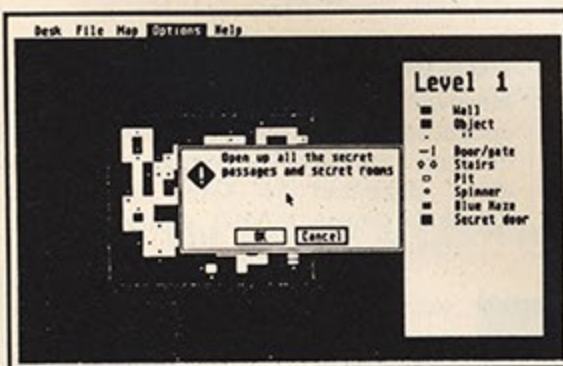 Desk File Map Options Help
Level 1
Wall
Object
Door/gate
Stairs
Pit
Spinner
Blue Haze
Secret door
Open up all the secret
passages and secret rooms
OK Cancel